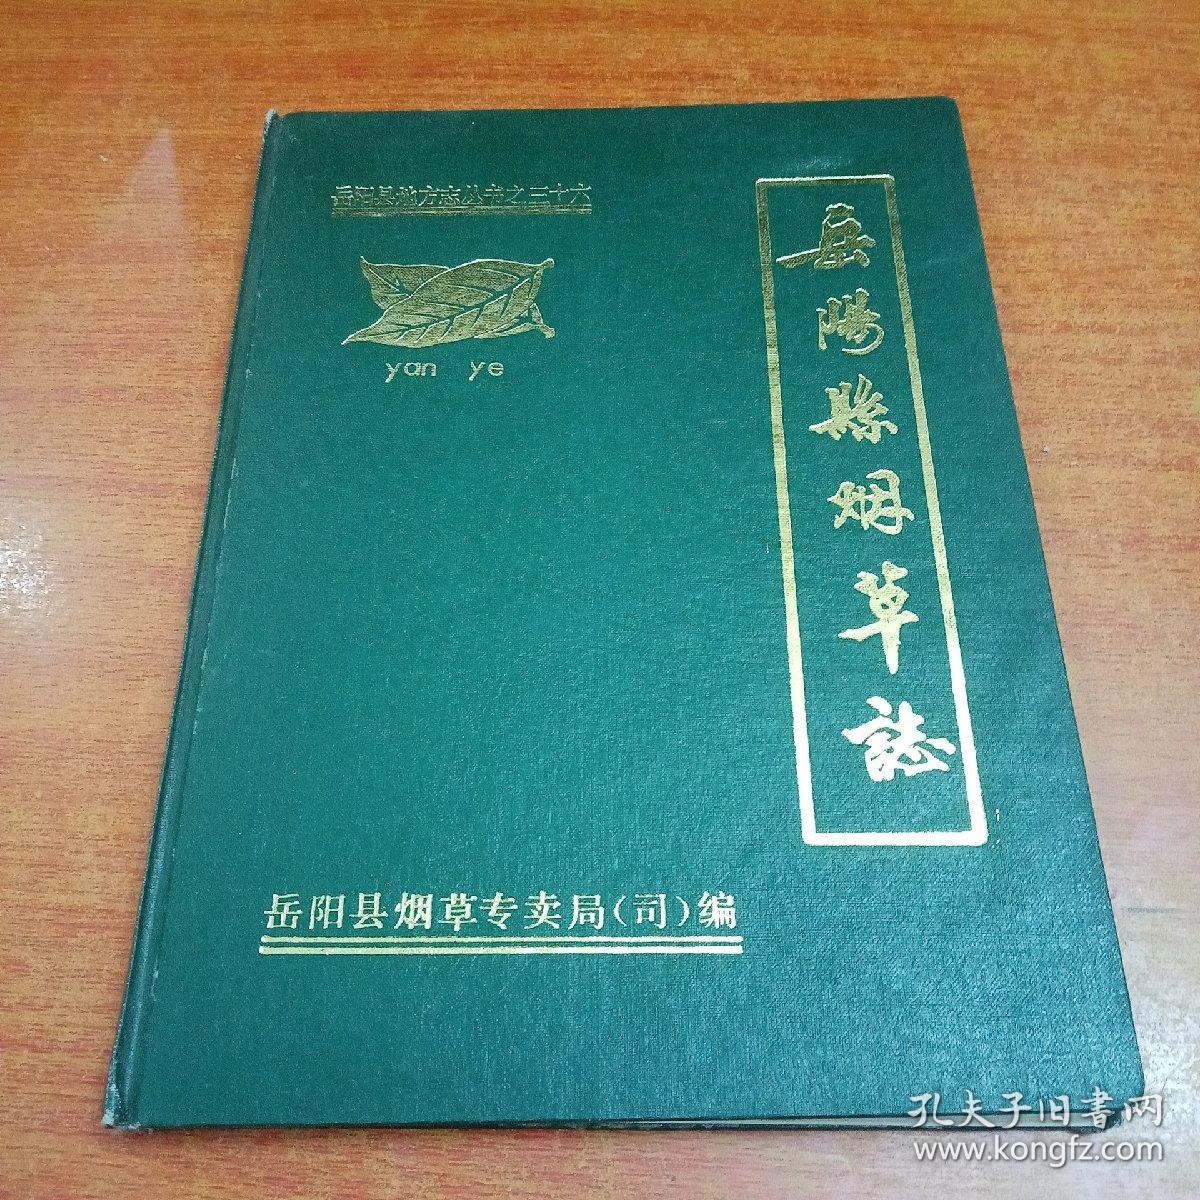 岳阳县地方志丛书之三十六
yan ye
岳陽縣烟草誌
岳阳县烟草专卖局(司)编
孔夫子旧書网
www.kongfz.com